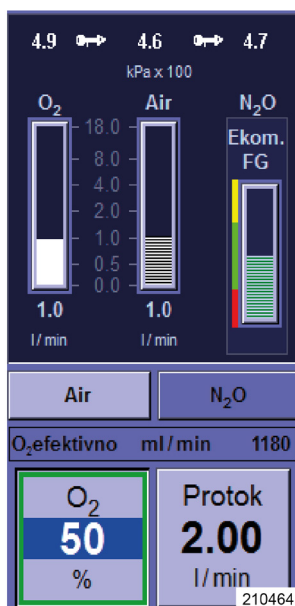 4.9 4.6 4.7
kPa x 100
O₂ Air N₂O
Ekom.
FG
18.0
8.0
4.0
2.0
1.0
0.5
0.0
1.0 1.0
l/min l/min
Air N₂O
O₂efektivno ml/min 1180
O₂ Protok
50 2.00
% l/min
210464